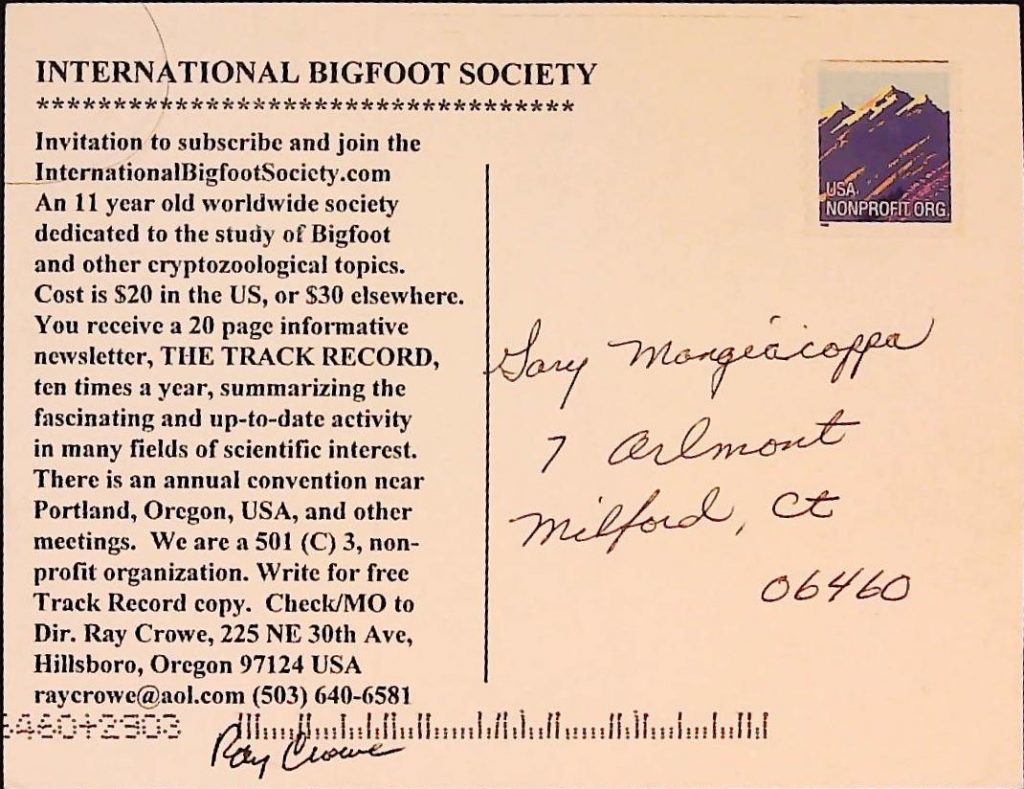 INTERNATIONAL BIGFOOT SOCIETY
***********************************
Invitation to subscribe and join the
InternationalBigfootSociety.com
An 11 year old worldwide society
dedicated to the study of Bigfoot
and other cryptozoological topics.
Cost is $20 in the US, or $30 elsewhere.
You receive a 20 page informative
newsletter, THE TRACK RECORD,
ten times a year, summarizing the
fascinating and up-to-date activity
in many fields of scientific interest.
There is an annual convention near
Portland, Oregon, USA, and other
meetings.  We are a 501 (C) 3, non-
profit organization. Write for free
Track Record copy.  Check/MO to
Dir. Ray Crowe, 225 NE 30th Ave,
Hillsboro, Oregon 97124 USA
raycrowe@aol.com (503) 640-6581
Ray Crowe
USA
NONPROFIT ORG.
Gary Mangiacoppa
7 Arlmont
Milford, Ct
06460